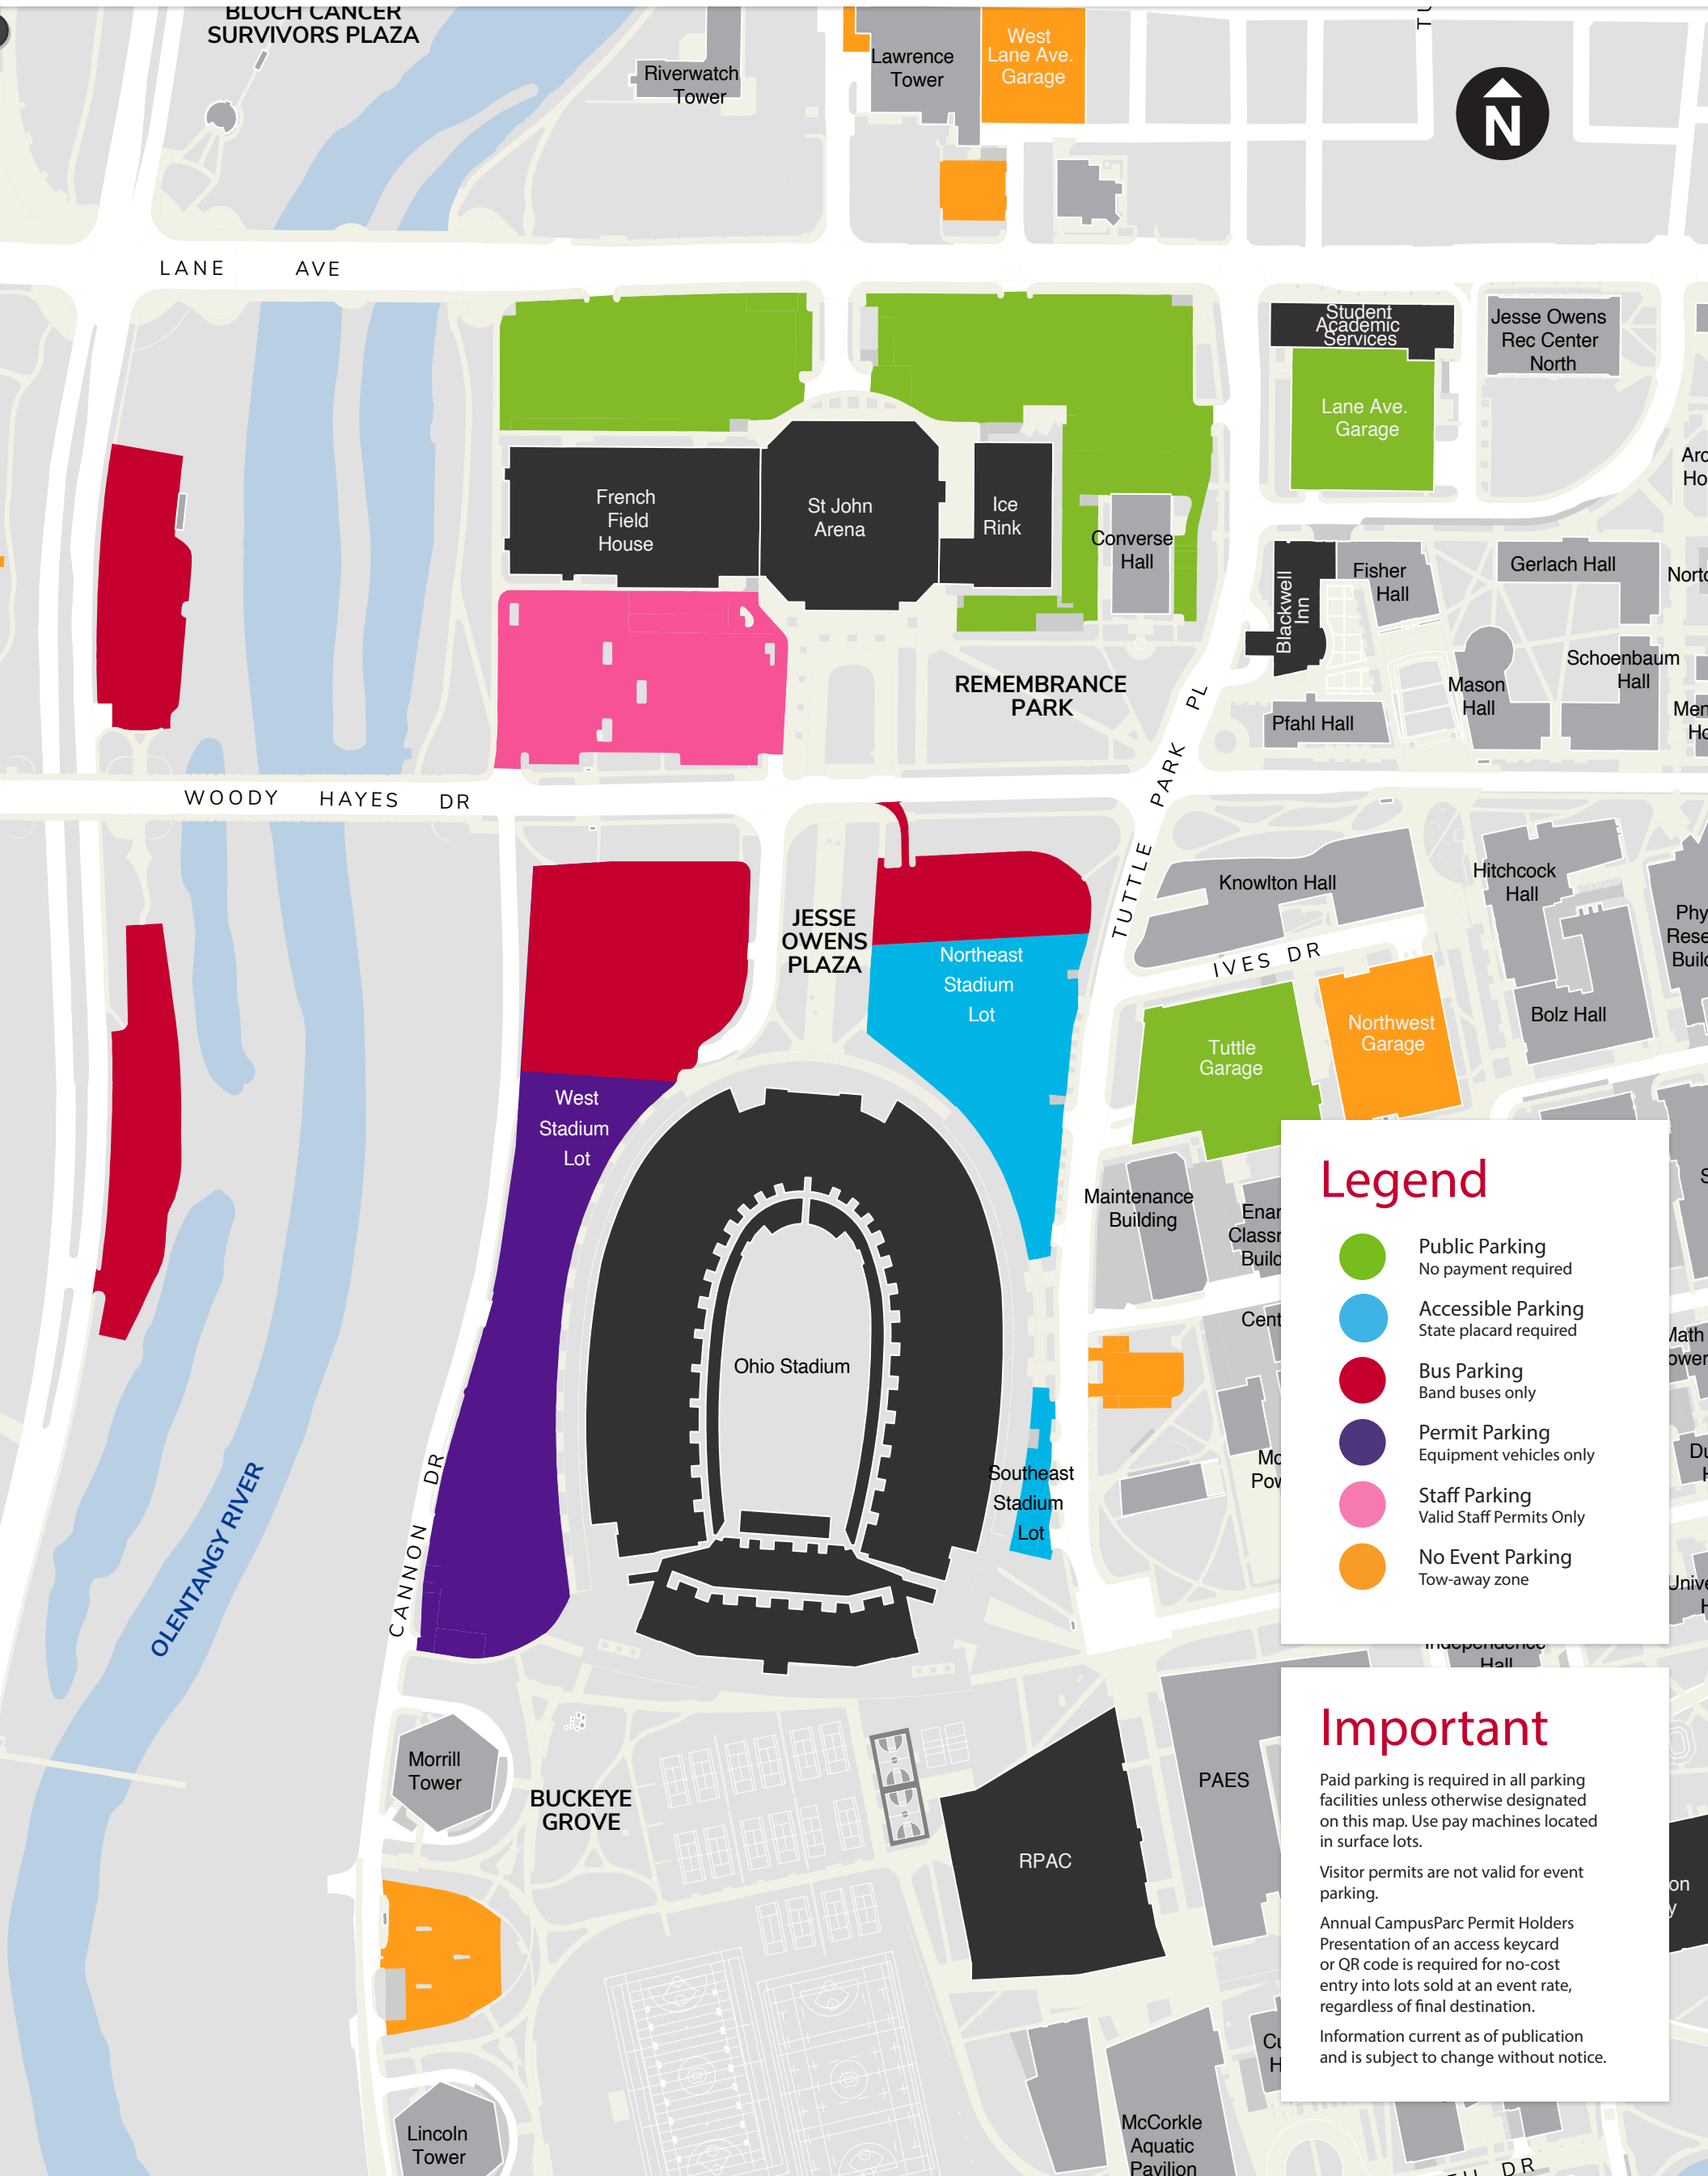 BLOCH CANCER
SURVIVORS PLAZA
Riverwatch
Tower
Lawrence
Tower
West
Lane Ave.
Garage
N
LANE AVE
Student
Academic
Services
Jesse Owens
Rec Center
North
Lane Ave.
Garage
French
Field
House
St John
Arena
Ice
Rink
Converse
Hall
Blackwell
Inn
Fisher
Hall
Gerlach Hall
Schoenbaum
Hall
Mason
Hall
Pfahl Hall
REMEMBRANCE
PARK
TUTTLE PARK PL
WOODY HAYES DR
JESSE
OWENS
PLAZA
Northeast
Stadium
Lot
Knowlton Hall
Hitchcock
Hall
IVES DR
Bolz Hall
Northwest
Garage
Tuttle
Garage
West
Stadium
Lot
Maintenance
Building
Ohio Stadium
Southeast
Stadium
Lot
CANNON DR
OLENTANGY RIVER
Morrill
Tower
BUCKEYE
GROVE
RPAC
PAES
Lincoln
Tower
McCorkle
Aquatic
Pavilion
Independence
Hall
DR
Legend
Public Parking
No payment required
Accessible Parking
State placard required
Bus Parking
Band buses only
Permit Parking
Equipment vehicles only
Staff Parking
Valid Staff Permits Only
No Event Parking
Tow-away zone
Important
Paid parking is required in all parking
facilities unless otherwise designated
on this map. Use pay machines located
in surface lots.
Visitor permits are not valid for event
parking.
Annual CampusParc Permit Holders
Presentation of an access keycard
or QR code is required for no-cost
entry into lots sold at an event rate,
regardless of final destination.
Information current as of publication
and is subject to change without notice.